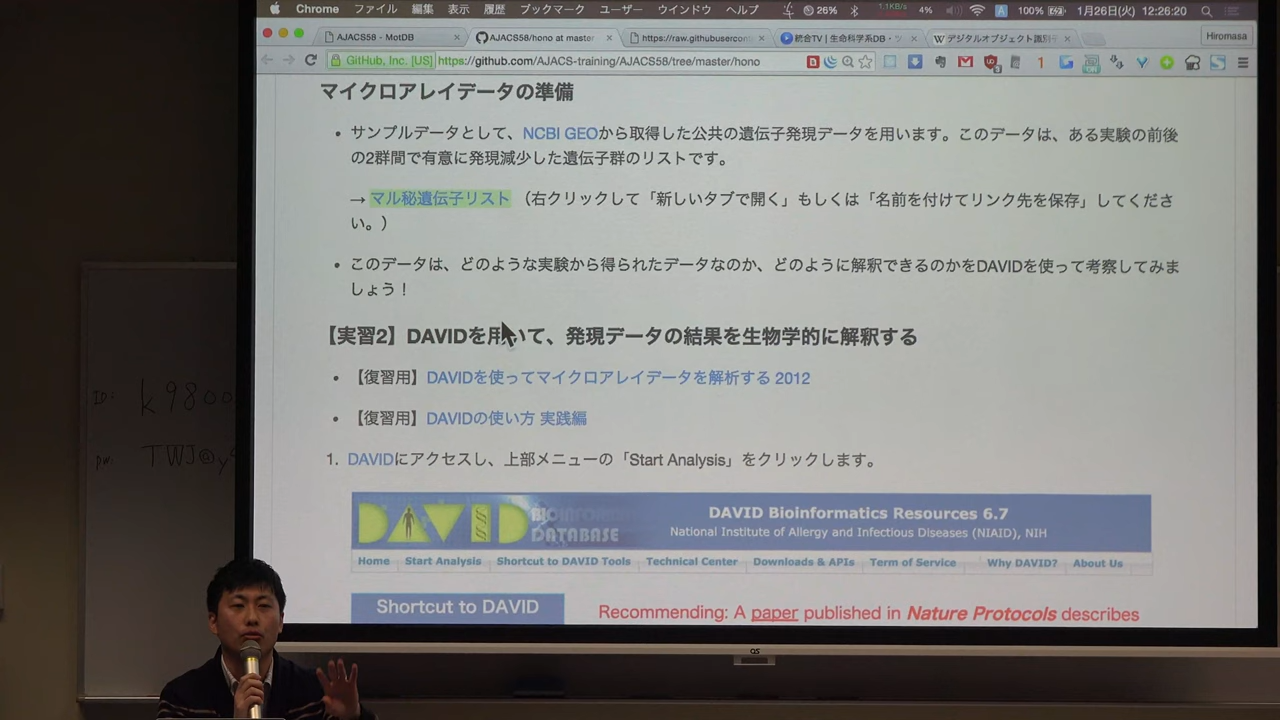 Chrome ファイル 編集 表示 履歴 ブックマーク ユーザー ウインドウ ヘルプ 26% 1.1KB/s 4% A 100% 1月26日(火) 12:26:20
AJACS58 - MotDB AJACS58/hono at master https://raw.githubuserconte 統合TV | 生命科学系DB・ツ デジタルオブジェクト識別子 Hiromasa
GitHub, Inc. [US] https://github.com/AJACS-training/AJACS58/tree/master/hono
マイクロアレイデータの準備
• サンプルデータとして、NCBI GEOから取得した公共の遺伝子発現データを用います。このデータは、ある実験の前後
の2群間で有意に発現減少した遺伝子群のリストです。
→ マル秘遺伝子リスト （右クリックして「新しいタブで開く」もしくは「名前を付けてリンク先を保存」してくださ
い。）
• このデータは、どのような実験から得られたデータなのか、どのように解釈できるのかをDAVIDを使って考察してみま
しょう！
【実習2】DAVIDを用いて、発現データの結果を生物学的に解釈する
• 【復習用】DAVIDを使ってマイクロアレイデータを解析する 2012
• 【復習用】DAVIDの使い方 実践編
1. DAVIDにアクセスし、上部メニューの「Start Analysis」をクリックします。
DAVID BIOINFORMATICS DATABASE
DAVID Bioinformatics Resources 6.7
National Institute of Allergy and Infectious Diseases (NIAID), NIH
Home Start Analysis Shortcut to DAVID Tools Technical Center Downloads & APIs Term of Service Why DAVID? About Us
Shortcut to DAVID
Recommending: A paper published in Nature Protocols describes
ID: k9800
pw: TWJ@y